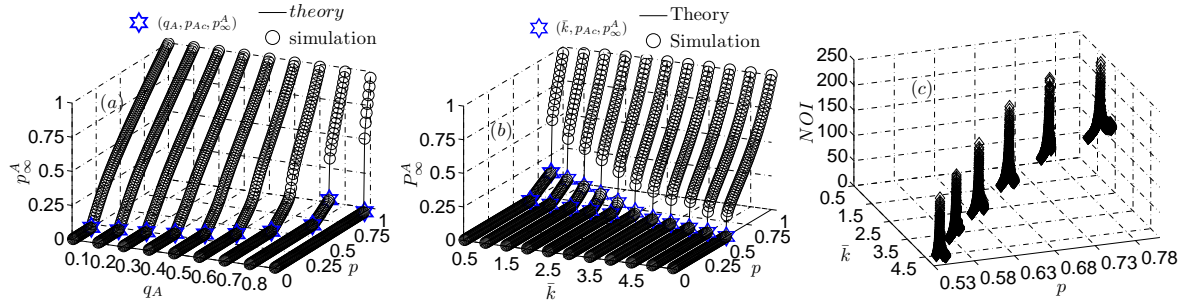 (q_A, p_{Ac}, p_∞^A) — theory
○ simulation
(a)
1
0.75
0.5
0.25
0
p_∞^A
0.1 0.2 0.3 0.4 0.5 0.6 0.7 0.8
q_A
0 0.25 0.5 0.75 1
p
(k̄, p_{Ac}, p_∞^A) — Theory
○ Simulation
(b)
1
0.75
0.5
0.25
0
p_∞^A
0.5 1.5 2.5 3.5 4.5
k̄
0 0.25 0.5 0.75 1
p
(c)
250
200
150
100
50
0
NOI
0.5
1.5
2.5
3.5
4.5
k̄
0.53 0.58 0.63 0.68 0.73 0.78
p